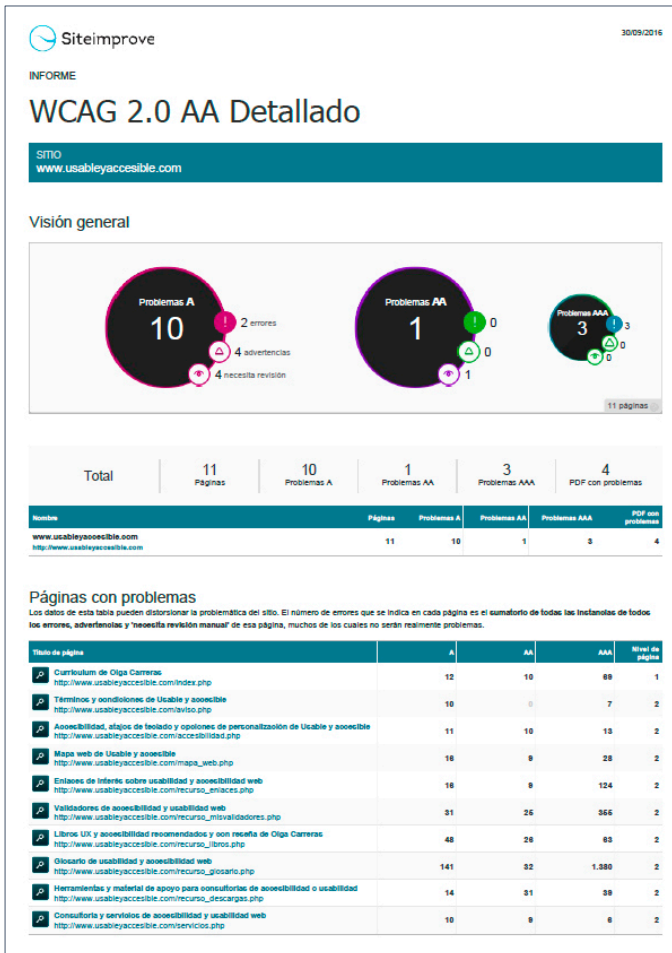 Siteimprove
30/09/2016
INFORME
WCAG 2.0 AA Detallado
SITIO
www.usableyaccesible.com
Visión general
Problemas A
10
2 errores
4 advertencias
4 necesita revisión
Problemas AA
1
0
0
1
Problemas AAA
3
3
0
0
11 páginas
Total
11 Páginas
10 Problemas A
1 Problemas AA
3 Problemas AAA
4 PDF con problemas
Nombre Páginas Problemas A Problemas AA Problemas AAA PDF con problemas
www.usableyaccesible.com
http://www.usableyaccesible.com 11 10 1 3 4
Páginas con problemas
Los datos de esta tabla pueden distorsionar la problemática del sitio. El número de errores que se indica en cada página es el sumatorio de todas las instancias de todos
los errores, advertencias y 'necesita revisión manual' de esa página, muchos de los cuales no serán realmente problemas.
Título de página A AA AAA Nivel de página
Curriculum de Olga Carreras
http://www.usableyaccesible.com/index.php 12 10 69 1
Términos y condiciones de Usable y accesible
http://www.usableyaccesible.com/aviso.php 10 0 7 2
Accesibilidad, atajos de teclado y opciones de personalización de Usable y accesible
http://www.usableyaccesible.com/accesibilidad.php 11 10 13 2
Mapa web de Usable y accesible
http://www.usableyaccesible.com/mapa_web.php 16 9 28 2
Enlaces de interés sobre usabilidad y accesibilidad web
http://www.usableyaccesible.com/recurso_enlaces.php 16 9 124 2
Validadores de accesibilidad y usabilidad web
http://www.usableyaccesible.com/recurso_misvalidadores.php 31 25 355 2
Libros UX y accesibilidad recomendados y con reseña de Olga Carreras
http://www.usableyaccesible.com/recurso_libros.php 48 26 63 2
Glosario de usabilidad y accesibilidad web
http://www.usableyaccesible.com/recurso_glosario.php 141 32 1.380 2
Herramientas y material de apoyo para consultorías de accesibilidad o usabilidad
http://www.usableyaccesible.com/recurso_descargas.php 14 31 39 2
Consultoría y servicios de accesibilidad y usabilidad web
http://www.usableyaccesible.com/servicios.php 10 9 6 2